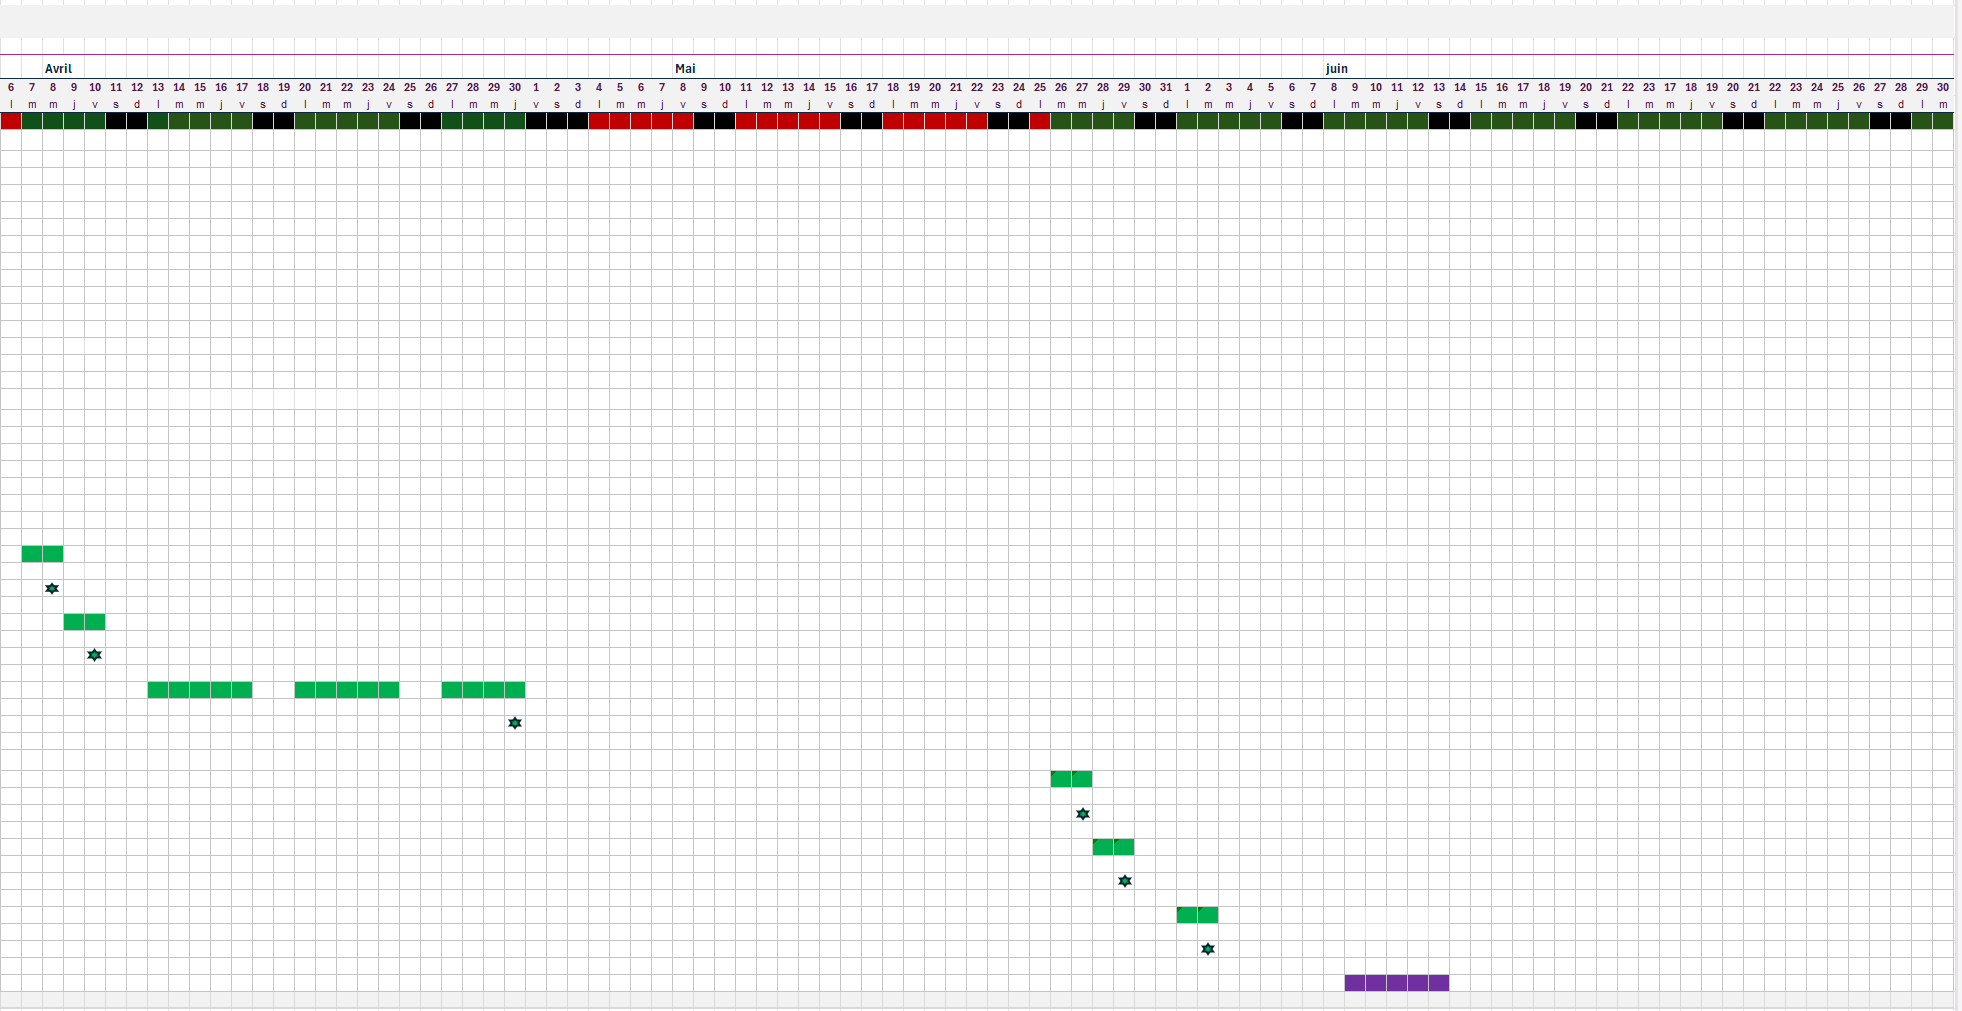 Avril Mai juin
6 7 8 9 10 11 12 13 14 15 16 17 18 19 20 21 22 23 24 25 26 27 28 29 30 1 2 3 4 5 6 7 8 9 10 11 12 13 14 15 16 17 18 19 20 21 22 23 24 25 26 27 28 29 30 31 1 2 3 4 5 6 7 8 9 10 11 12 13 14 15 16 17 18 19 20 21 22 23 17 18 19 20 21 22 23 24 25 26 27 28 29 30
l m m j v s d l m m j v s d l m m j v s d l m m j v s d l m m j v s d l m m j v s d l m m j v s d l m m j v s d l m m j v s d l m m j v s d l m m j v s d l m m j v s d l m m j v s d l m